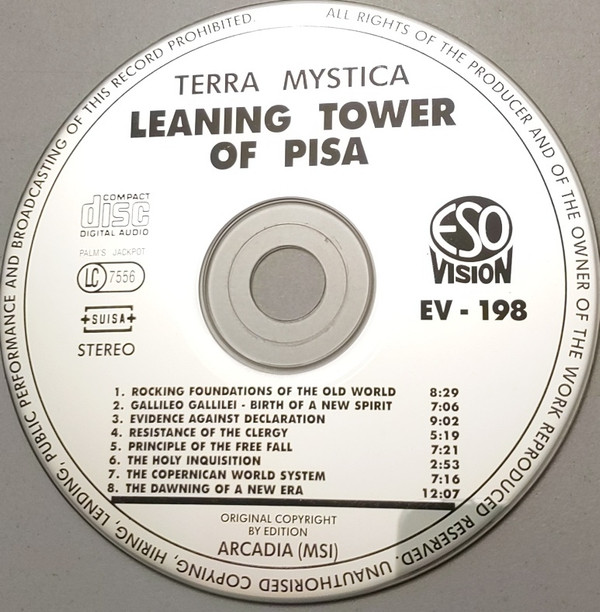 ALL RIGHTS OF THE PRODUCER AND OF THE OWNER OF THE WORK REPRODUCED RESERVED. UNAUTHORISED COPYING, HIRING, LENDING, PUBLIC PERFORMANCE AND BROADCASTING OF THIS RECORD PROHIBITED.
TERRA MYSTICA
LEANING TOWER
OF PISA
COMPACT
disc
DIGITAL AUDIO
PALM'S JACKPOT
LC 7556
SUISA
STEREO
ESO
VISION
EV - 198
1. ROCKING FOUNDATIONS OF THE OLD WORLD 8:29
2. GALLILEO GALLILEI - BIRTH OF A NEW SPIRIT 7:06
3. EVIDENCE AGAINST DECLARATION 9:02
4. RESISTANCE OF THE CLERGY 5:19
5. PRINCIPLE OF THE FREE FALL 7:21
6. THE HOLY INQUISITION 2:53
7. THE COPERNICAN WORLD SYSTEM 7:16
8. THE DAWNING OF A NEW ERA 12:07
ORIGINAL COPYRIGHT
BY EDITION
ARCADIA (MSI)